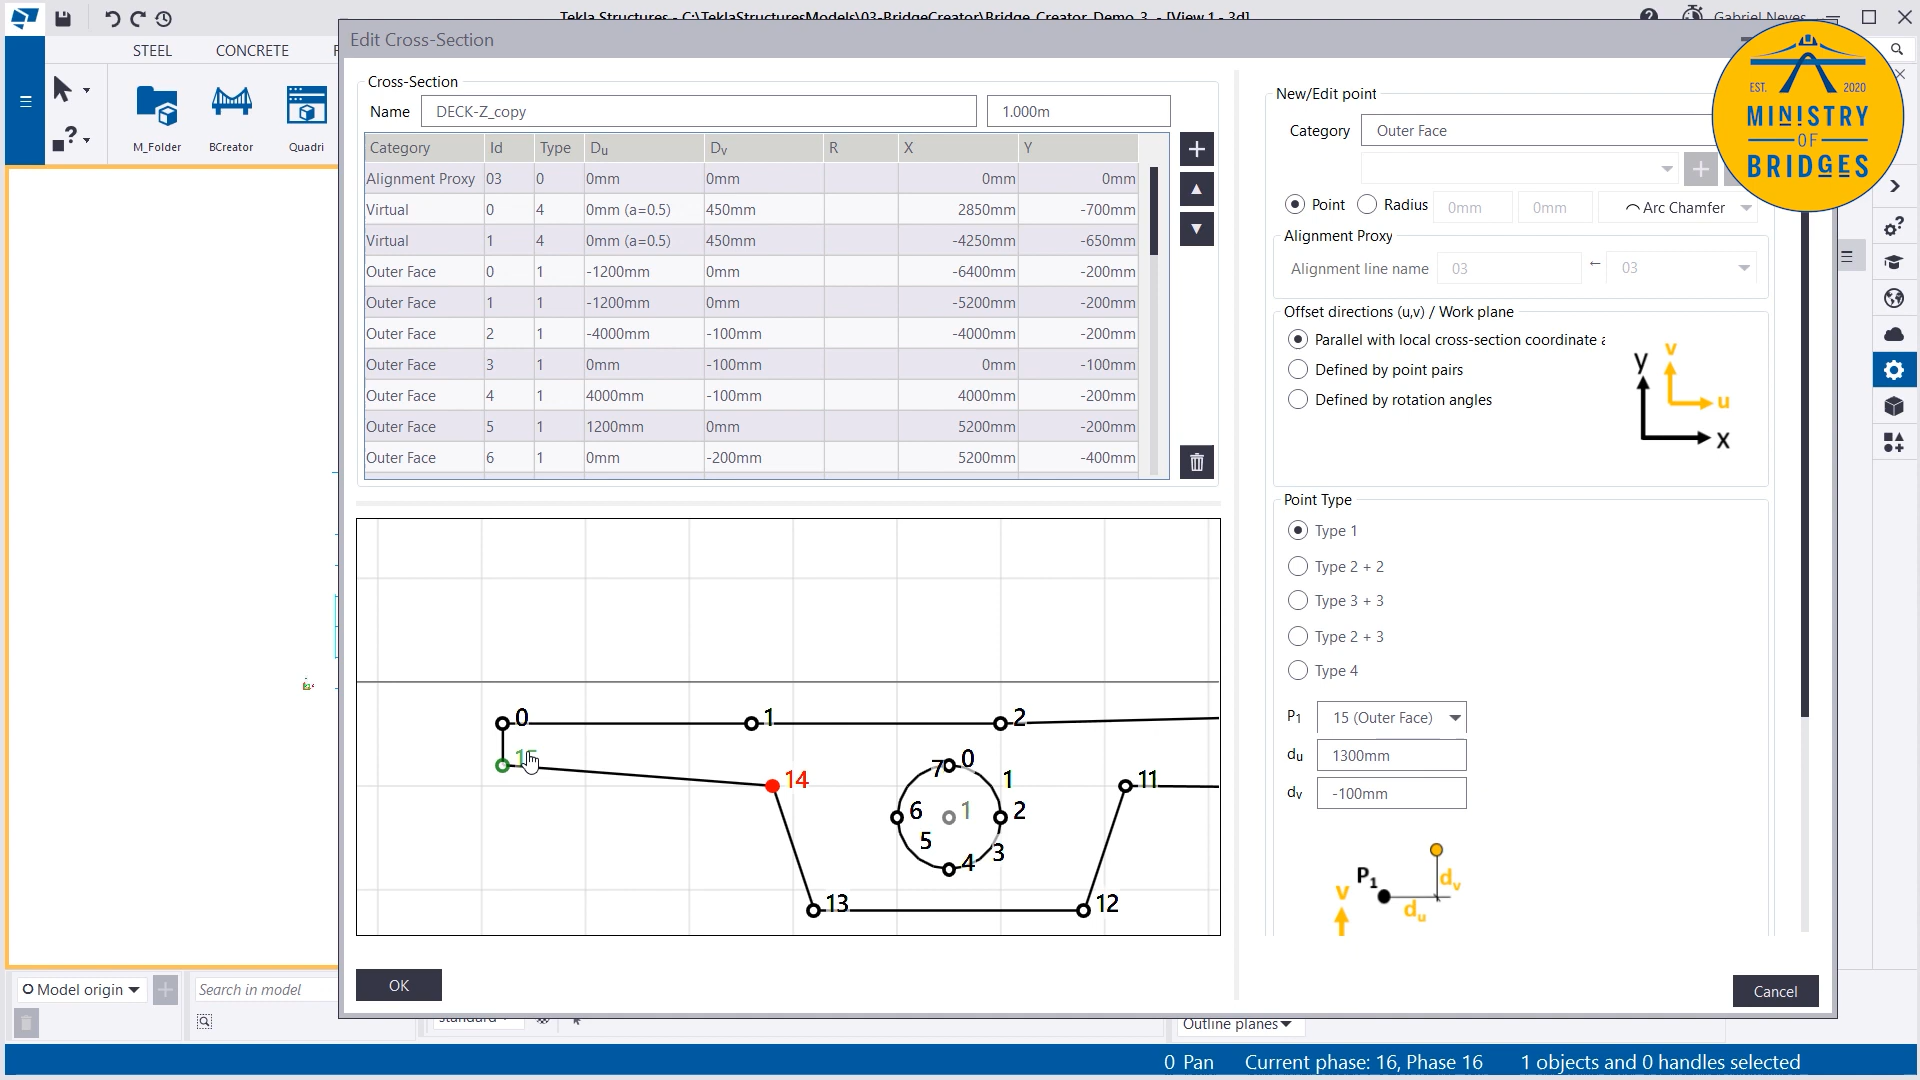 Tekla Structures - C:\TeklaStructuresModels\03-BridgeCreator\Bridge_Creator_Demo_3 - [View 1 - 3d]
Gabriel Neves
STEEL
CONCRETE
M_Folder
BCreator
Quadri
Edit Cross-Section
Cross-Section
Name
DECK-Z_copy
1.000m
Category Id Type Du Dv R X Y
Alignment Proxy 03 0 0mm 0mm 0mm 0mm
Virtual 0 4 0mm (a=0.5) 450mm 2850mm -700mm
Virtual 1 4 0mm (a=0.5) 450mm -4250mm -650mm
Outer Face 0 1 -1200mm 0mm -6400mm -200mm
Outer Face 1 1 -1200mm 0mm -5200mm -200mm
Outer Face 2 1 -4000mm -100mm -4000mm -200mm
Outer Face 3 1 0mm -100mm 0mm -100mm
Outer Face 4 1 4000mm -100mm 4000mm -200mm
Outer Face 5 1 1200mm 0mm 5200mm -200mm
Outer Face 6 1 0mm -200mm 5200mm -400mm
0
1
2
15
14
7
0
1
6
1
2
5
3
4
11
13
12
OK
New/Edit point
Category
Outer Face
Point
Radius
0mm
0mm
Arc Chamfer
Alignment Proxy
Alignment line name
03
←
03
Offset directions (u,v) / Work plane
Parallel with local cross-section coordinate a
Defined by point pairs
Defined by rotation angles
y
v
u
x
Point Type
Type 1
Type 2 + 2
Type 3 + 3
Type 2 + 3
Type 4
P1
15 (Outer Face)
du
1300mm
dv
-100mm
P1
dv
v
du
Cancel
EST. 2020
MINISTRY
OF
BRIDGES
Model origin
Search in model
standard
Outline planes
0 Pan
Current phase: 16, Phase 16
1 objects and 0 handles selected